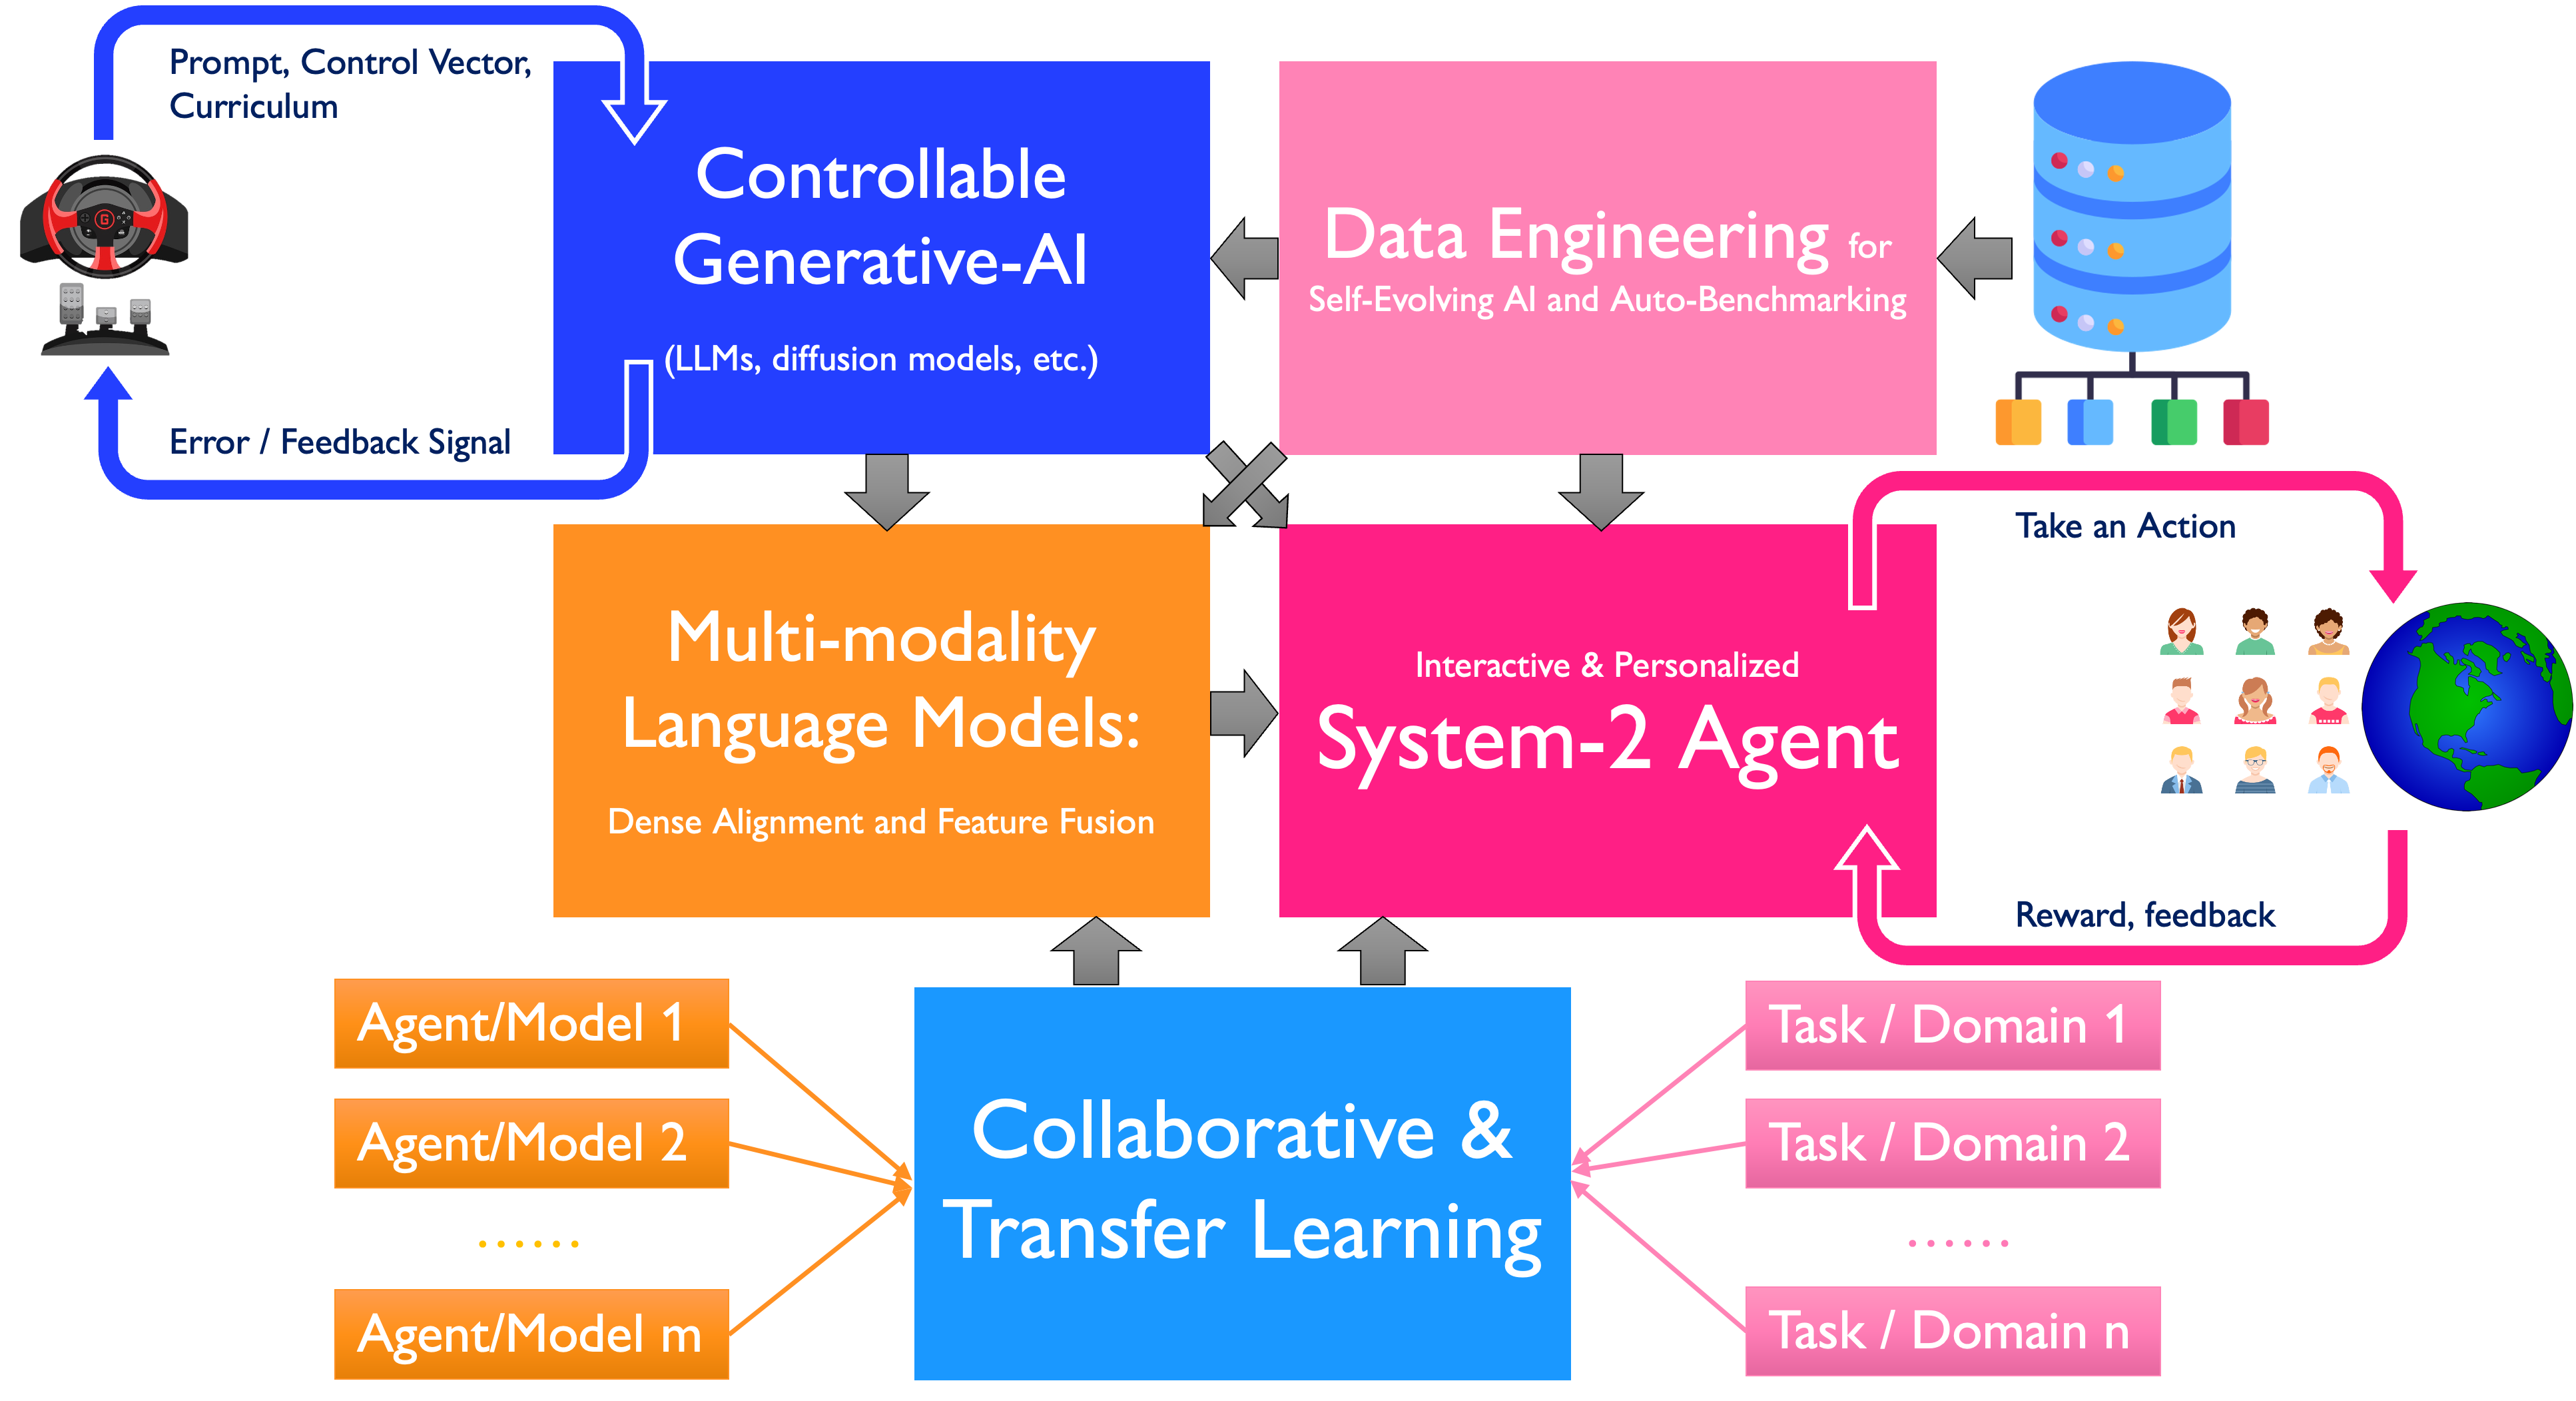 Prompt, Control Vector,
Curriculum
Controllable
Generative-AI
(LLMs, diffusion models, etc.)
Error / Feedback Signal
Data Engineering for
Self-Evolving AI and Auto-Benchmarking
Multi-modality
Language Models:
Dense Alignment and Feature Fusion
Interactive & Personalized
System-2 Agent
Take an Action
Reward, feedback
Agent/Model 1
Agent/Model 2
......
Agent/Model m
Collaborative &
Transfer Learning
Task / Domain 1
Task / Domain 2
......
Task / Domain n
G